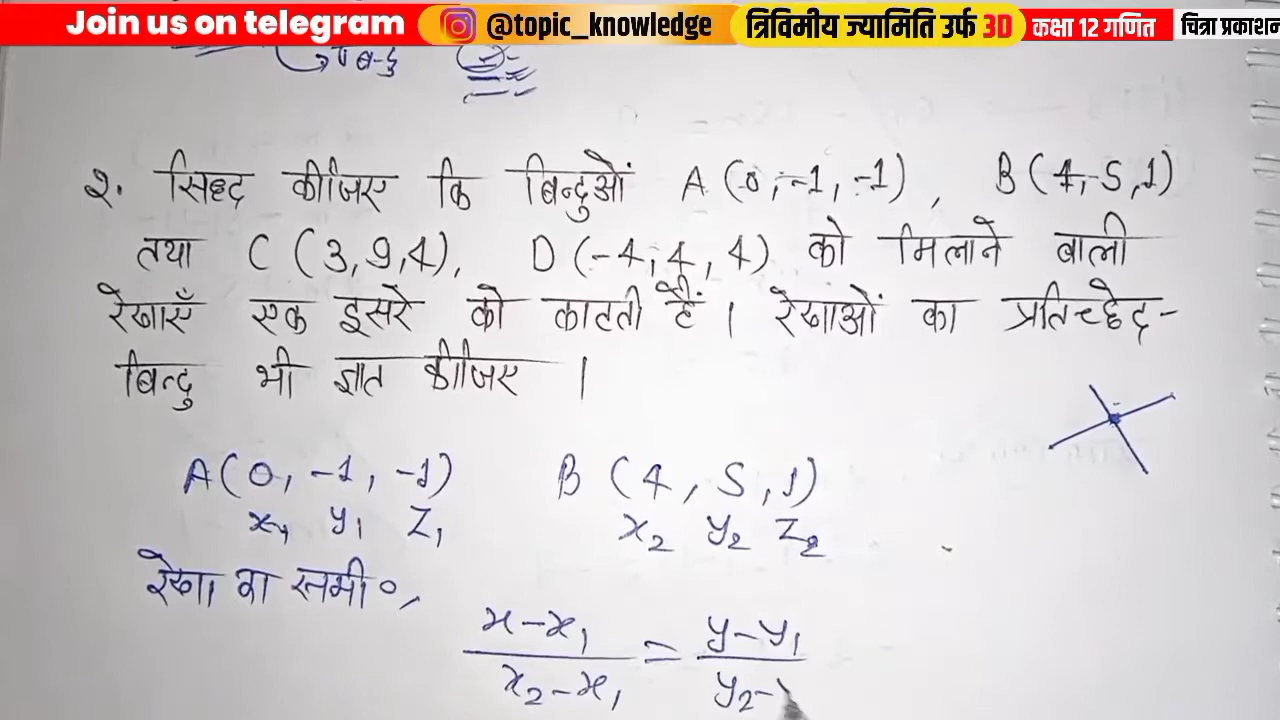 Join us on telegram @topic_knowledge त्रिविमीय ज्यामिति उर्फ 3D कक्षा 12 गणित चित्रा प्रकाशन
२. सिध्द कीजिए कि बिन्दुओं A (0, -1, -1), B (4, 5, 1)
तथा C (3, 9, 4), D (-4, 4, 4) को मिलाने वाली
रेखाएँ एक दूसरे को काटती हैं। रेखाओं का प्रतिच्छेद-
बिन्दु भी ज्ञात कीजिए।
A (0, -1, -1) B (4, 5, 1)
x₁ y₁ z₁ x₂ y₂ z₂
रेखा का समी०,
x-x₁ = y-y₁
x₂-x₁ y₂-